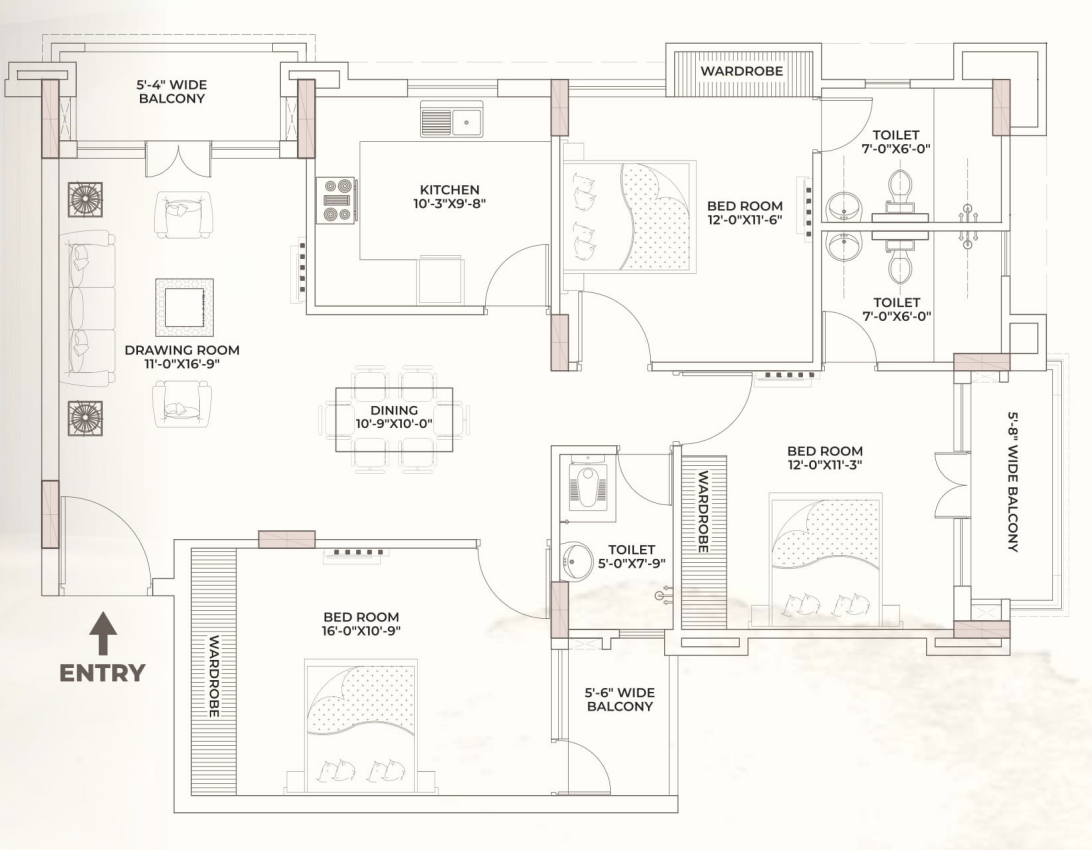 5'-4" WIDE
BALCONY
WARDROBE
TOILET
7'-0"X6'-0"
KITCHEN
10'-3"X9'-8"
BED ROOM
12'-0"X11'-6"
TOILET
7'-0"X6'-0"
DRAWING ROOM
11'-0"X16'-9"
DINING
10'-9"X10'-0"
BED ROOM
12'-0"X11'-3"
5'-8" WIDE BALCONY
WARDROBE
TOILET
5'-0"X7'-9"
BED ROOM
16'-0"X10'-9"
WARDROBE
ENTRY
5'-6" WIDE
BALCONY